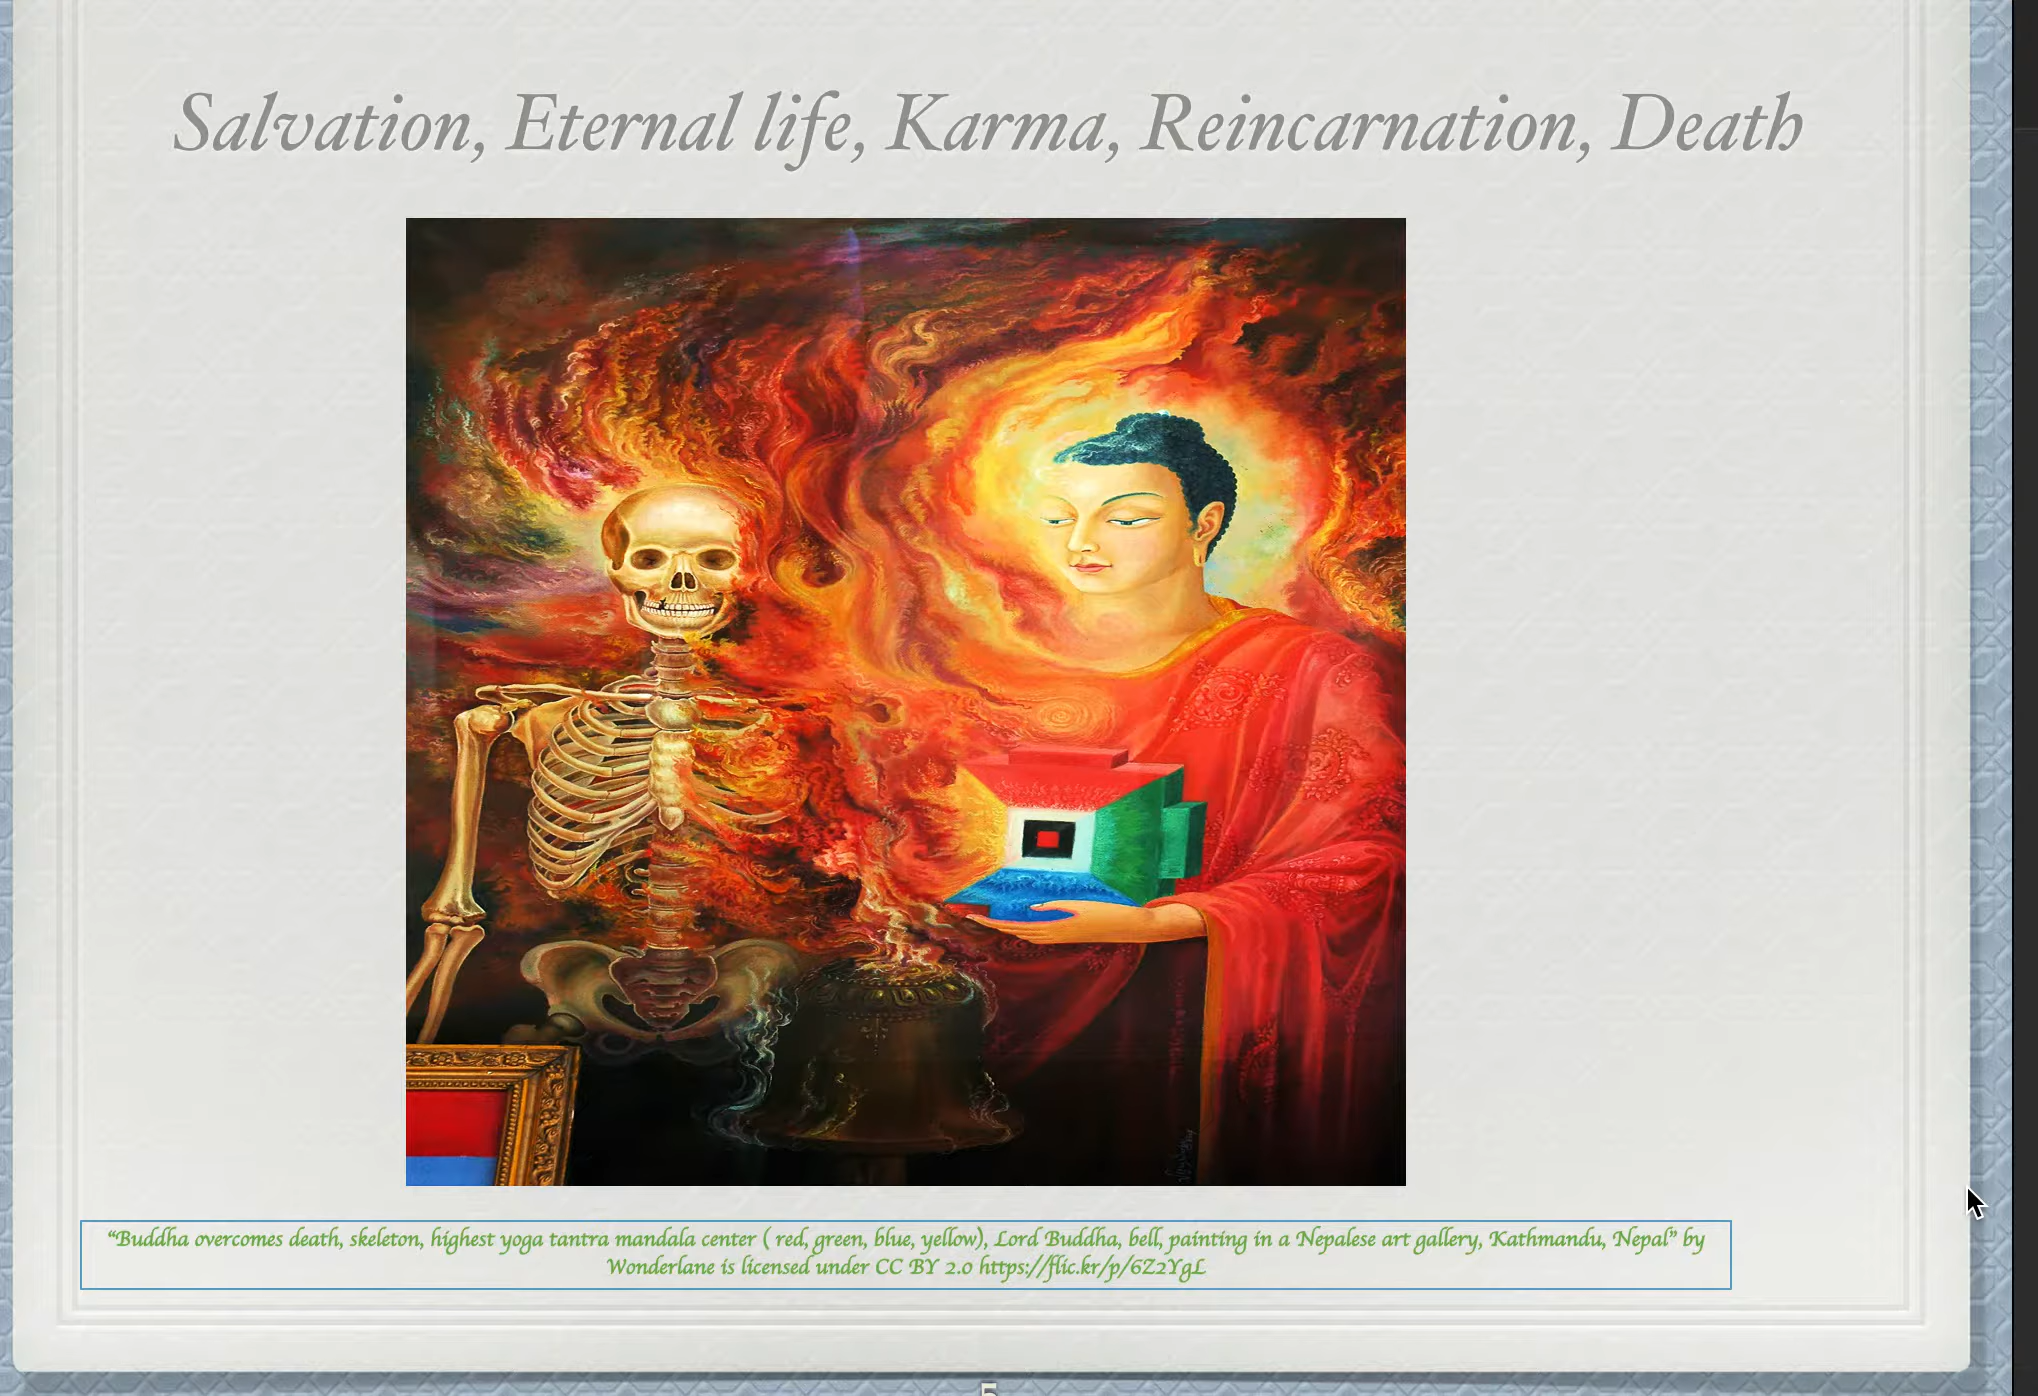 Salvation, Eternal life, Karma, Reincarnation, Death
“Buddha overcomes death, skeleton, highest yoga tantra mandala center ( red, green, blue, yellow), Lord Buddha, bell, painting in a Nepalese art gallery, Kathmandu, Nepal” by
Wonderlane is licensed under CC BY 2.0 https://flic.kr/p/6Z2YgL
5